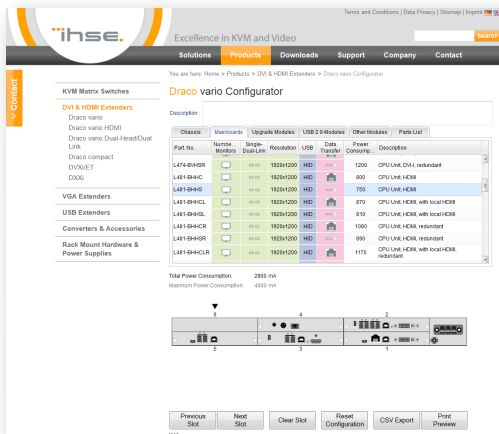 Terms and Conditions | Data Privacy | Sitemap | Imprint
ihse.
Excellence in KVM and Video
Search
Solutions Products Downloads Support Company Contact
Contact
You are here: Home > Products > DVI & HDMI Extenders > Draco vario Configurator
KVM Matrix Switches
DVI & HDMI Extenders
Draco vario
Draco vario HDMI
Draco vario Dual-Head/Dual
Link
Draco compact
DVXi/ET
DXXi
VGA Extenders
USB Extenders
Converters & Accessories
Rack Mount Hardware &
Power Supplies
Draco vario Configurator
Description :
Chassis Mainboards Upgrade Modules USB 2.0-Modules Other Modules Parts List
Part No. Numbe... Monitors Single- Dual-Link Resolution USB Data Transfer Power Consump... Description
L474-BVHSR 1920x1200 HID 1200 CPU Unit, DVI-I, redundant
L481-BHHC 1920x1200 HID 800 CPU Unit, HDMI
L481-BHHS 1920x1200 HID 750 CPU Unit, HDMI
L481-BHHCL 1920x1200 HID 870 CPU Unit, HDMI, with local HDMI
L481-BHHSL 1920x1200 HID 810 CPU Unit, HDMI, with local HDMI
L481-BHHCR 1920x1200 HID 1080 CPU Unit, HDMI, redundant
L481-BHHSR 1920x1200 HID 890 CPU Unit, HDMI, redundant
L481-BHHCLR 1920x1200 HID 1170 CPU Unit, HDMI, with local HDMI,
redundant
Total Power Consumption: 2900 mA
Maximum Power Consumption: 4000 mA
6 4 2
5 3 1
Previous Slot Next Slot Clear Slot Reset Configuration CSV Export Print Preview